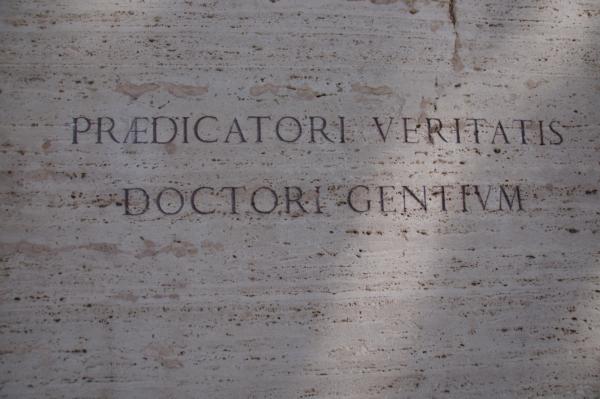 PRÆDICATORI VERITATIS
DOCTORI GENTIVM